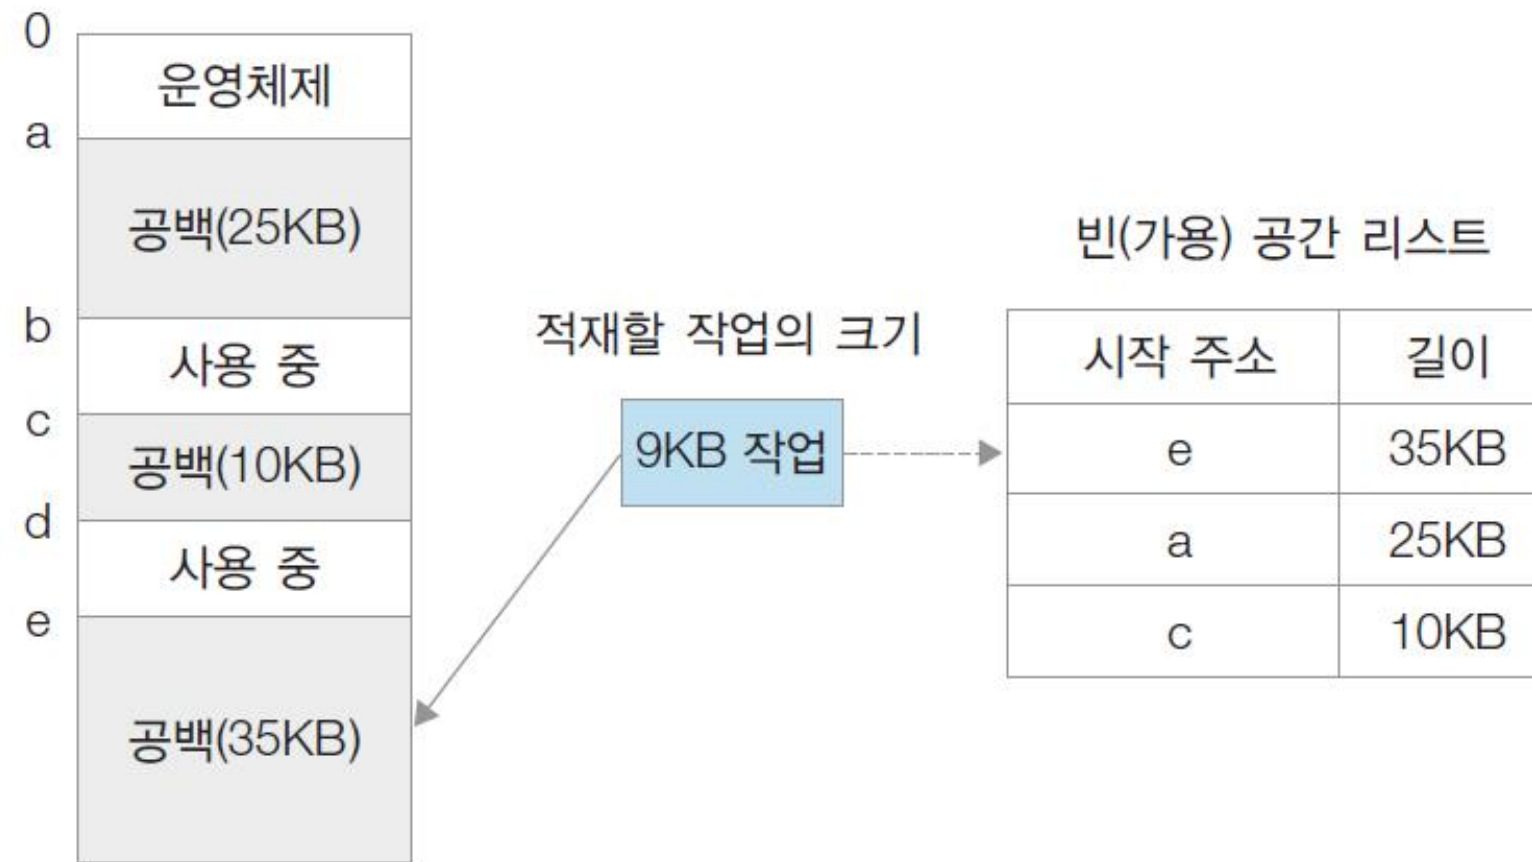 0
운영체제
a
공백(25KB)
b
사용 중
c
공백(10KB)
d
사용 중
e
공백(35KB)
적재할 작업의 크기
9KB 작업
빈(가용) 공간 리스트
시작 주소 길이
e 35KB
a 25KB
c 10KB